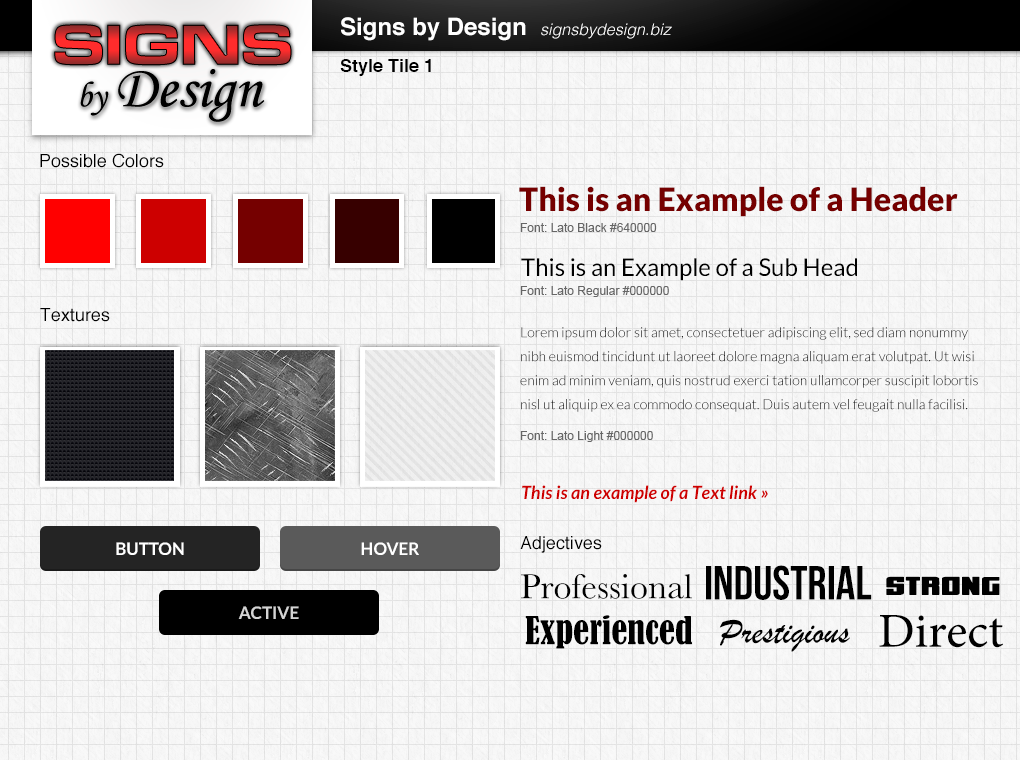 SIGNS
by Design
Signs by Design signsbydesign.biz
Style Tile 1
Possible Colors
Textures
BUTTON
HOVER
ACTIVE
This is an Example of a Header
Font: Lato Black #640000
This is an Example of a Sub Head
Font: Lato Regular #000000
Lorem ipsum dolor sit amet, consectetuer adipiscing elit, sed diam nonummy
nibh euismod tincidunt ut laoreet dolore magna aliquam erat volutpat. Ut wisi
enim ad minim veniam, quis nostrud exerci tation ullamcorper suscipit lobortis
nisl ut aliquip ex ea commodo consequat. Duis autem vel feugait nulla facilisi.
Font: Lato Light #000000
This is an example of a Text link »
Adjectives
Professional INDUSTRIAL STRONG
Experienced Prestigious Direct